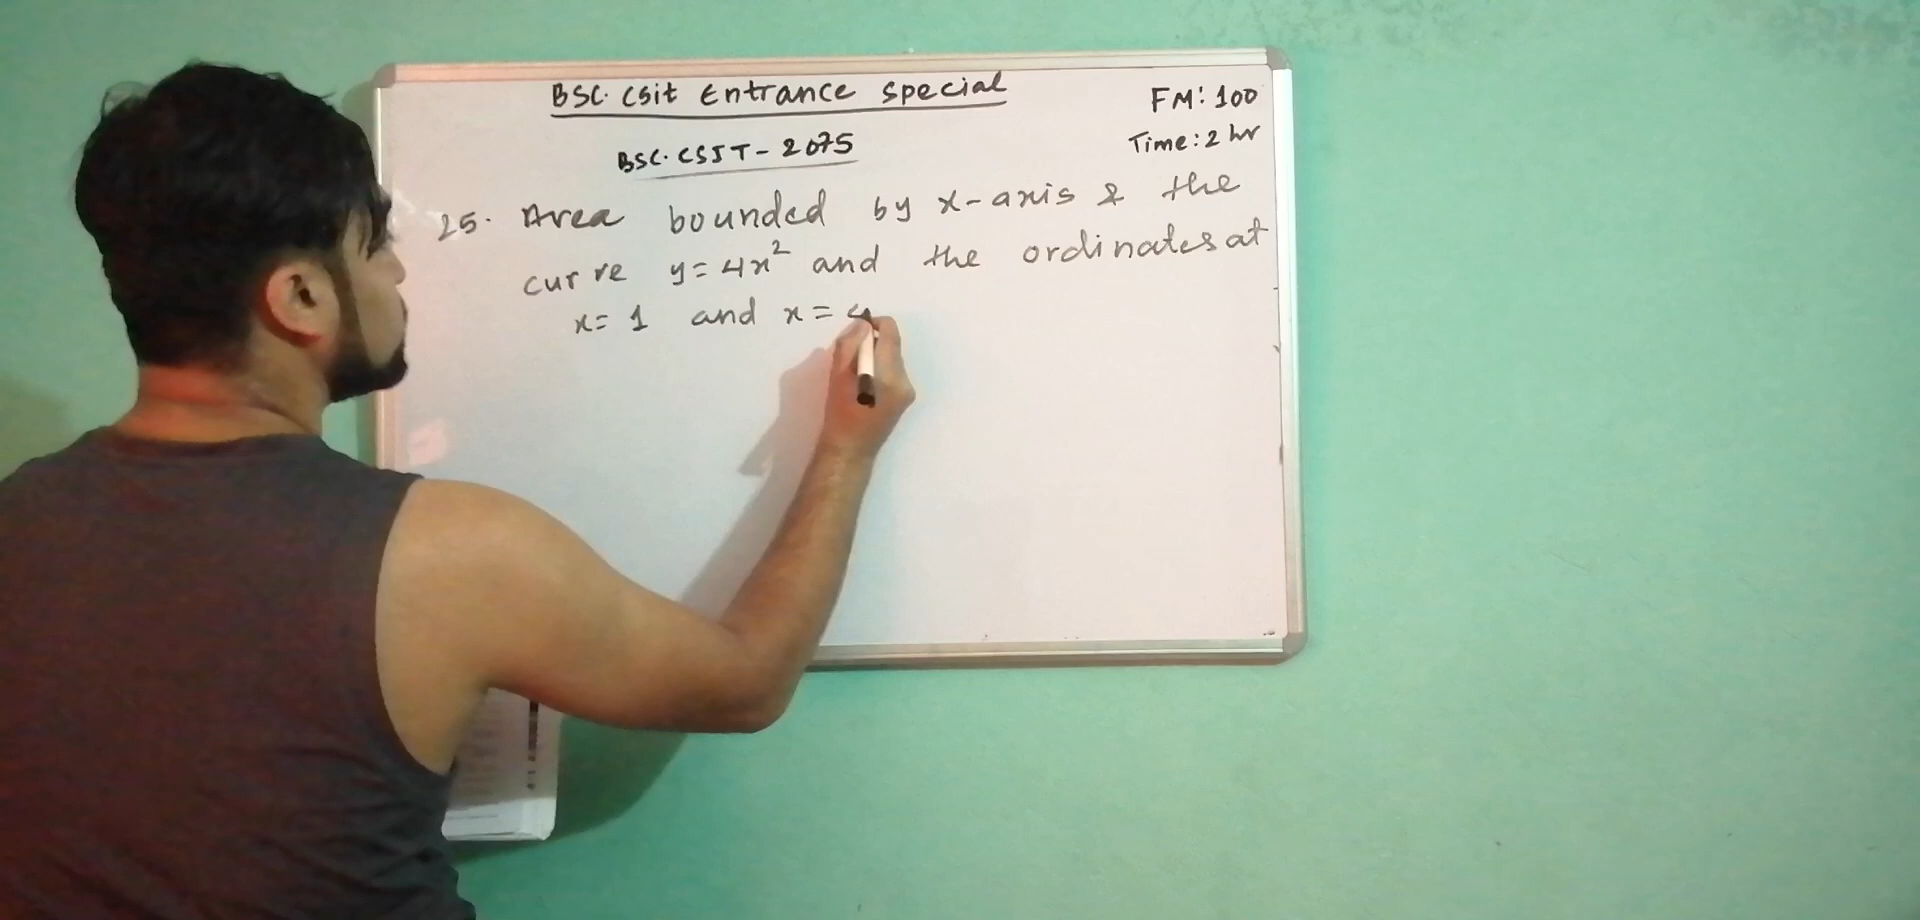 BSC. CSit Entrance special
FM: 100
Time: 2 hr
BSC. CSIT - 2075
25. Area bounded by x-axis & the
curve y = 4x² and the ordinates at
x = 1 and x =